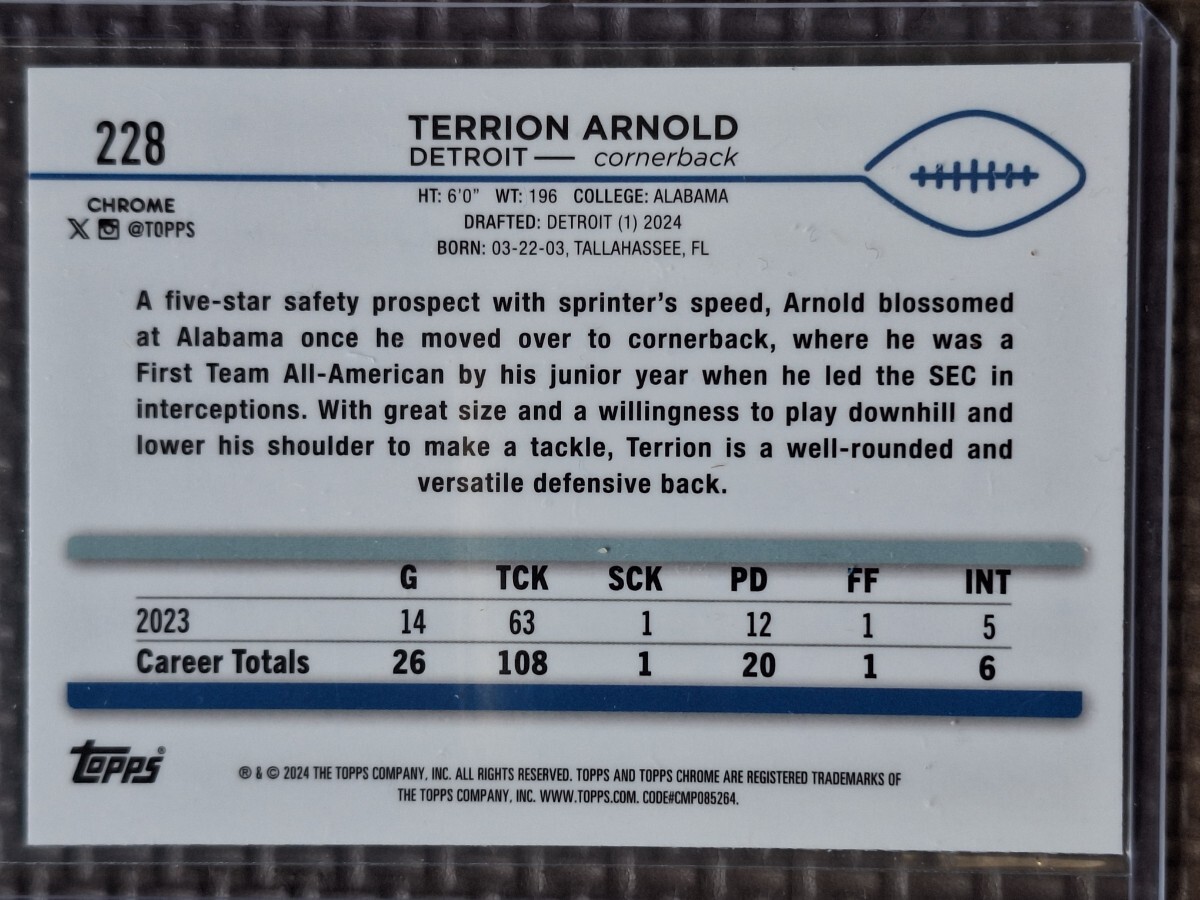 228
TERRION ARNOLD
DETROIT — cornerback
CHROME
X @TOPPS
HT: 6'0" WT: 196 COLLEGE: ALABAMA
DRAFTED: DETROIT (1) 2024
BORN: 03-22-03, TALLAHASSEE, FL
A five-star safety prospect with sprinter's speed, Arnold blossomed
at Alabama once he moved over to cornerback, where he was a
First Team All-American by his junior year when he led the SEC in
interceptions. With great size and a willingness to play downhill and
lower his shoulder to make a tackle, Terrion is a well-rounded and
versatile defensive back.
G TCK SCK PD FF INT
2023 14 63 1 12 1 5
Career Totals 26 108 1 20 1 6
Topps®
® & © 2024 THE TOPPS COMPANY, INC. ALL RIGHTS RESERVED. TOPPS AND TOPPS CHROME ARE REGISTERED TRADEMARKS OF
THE TOPPS COMPANY, INC. WWW.TOPPS.COM. CODE#CMP085264.